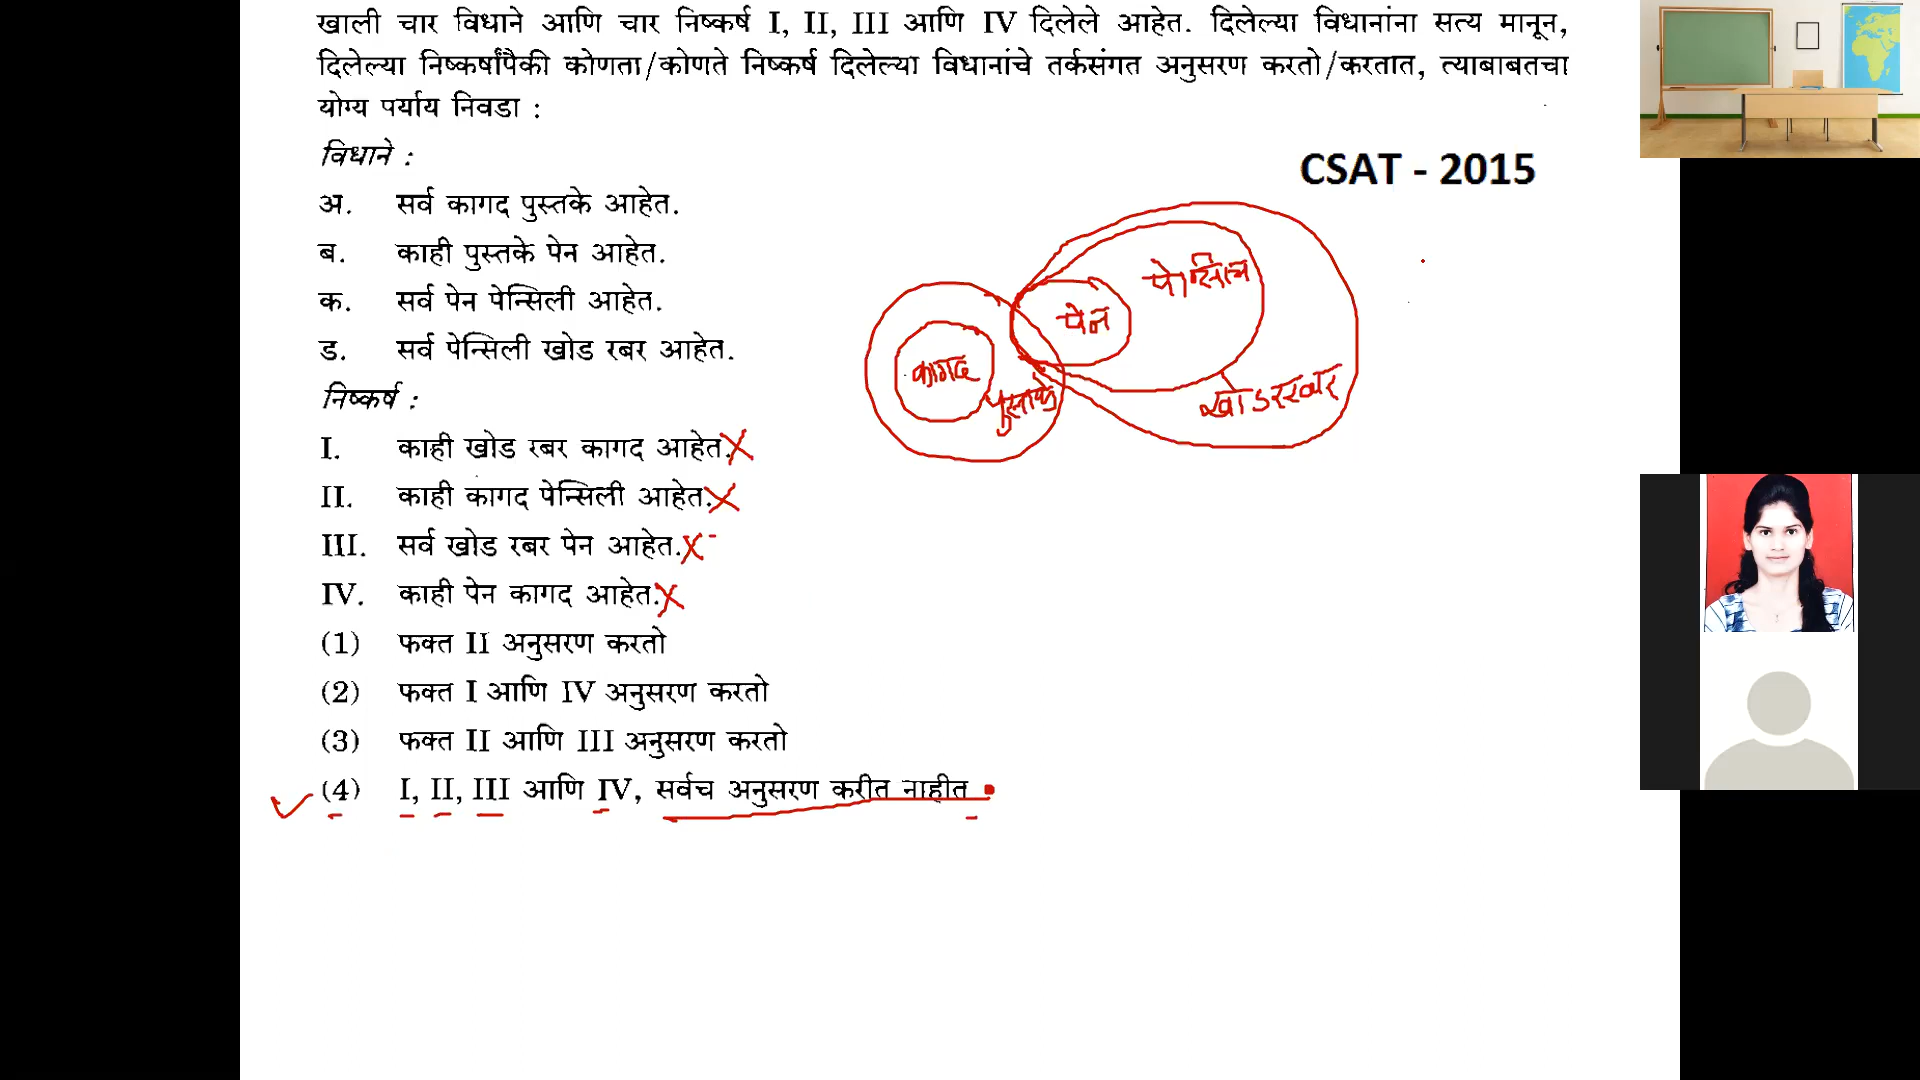 खाली चार विधाने आणि चार निष्कर्ष I, II, III आणि IV दिलेले आहेत. दिलेल्या विधानांना सत्य मानून,
दिलेल्या निष्कर्षांपैकी कोणता/कोणते निष्कर्ष दिलेल्या विधानांचे तर्कसंगत अनुसरण करतो/करतात, त्याबाबतचा
योग्य पर्याय निवडा :
विधाने :
CSAT - 2015
अ. सर्व कागद पुस्तके आहेत.
ब. काही पुस्तके पेन आहेत.
क. सर्व पेन पेन्सिली आहेत.
ड. सर्व पेन्सिली खोड रबर आहेत.
पेन्सिल
पेन
कागद
पुस्तके
खोडरबर
निष्कर्ष :
I. काही खोड रबर कागद आहेत.
II. काही कागद पेन्सिली आहेत.
III. सर्व खोड रबर पेन आहेत.
IV. काही पेन कागद आहेत.
(1) फक्त II अनुसरण करतो
(2) फक्त I आणि IV अनुसरण करतो
(3) फक्त II आणि III अनुसरण करतो
(4) I, II, III आणि IV, सर्वच अनुसरण करीत नाहीत